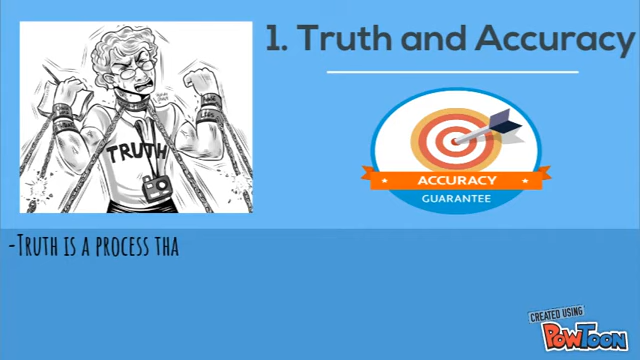 1. Truth and Accuracy
TRUTH
ACCURACY
GUARANTEE
-TRUTH IS A PROCESS THA
CREATED USING
POWTOON